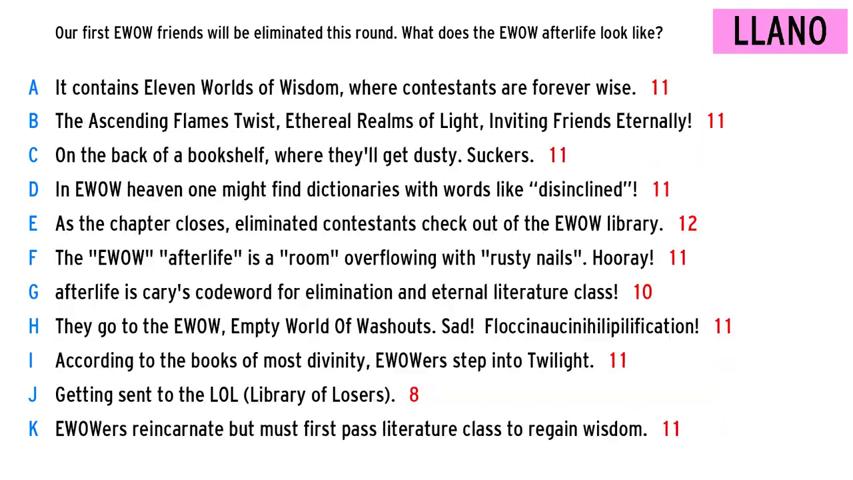 Our first EWOW friends will be eliminated this round. What does the EWOW afterlife look like?
LLANO
A It contains Eleven Worlds of Wisdom, where contestants are forever wise. 11
B The Ascending Flames Twist, Ethereal Realms of Light, Inviting Friends Eternally! 11
C On the back of a bookshelf, where they'll get dusty. Suckers. 11
D In EWOW heaven one might find dictionaries with words like “disinclined”! 11
E As the chapter closes, eliminated contestants check out of the EWOW library. 12
F The "EWOW" "afterlife" is a "room" overflowing with "rusty nails". Hooray! 11
G afterlife is cary's codeword for elimination and eternal literature class! 10
H They go to the EWOW, Empty World Of Washouts. Sad! Floccinaucinihilipilification! 11
I According to the books of most divinity, EWOWers step into Twilight. 11
J Getting sent to the LOL (Library of Losers). 8
K EWOWers reincarnate but must first pass literature class to regain wisdom. 11